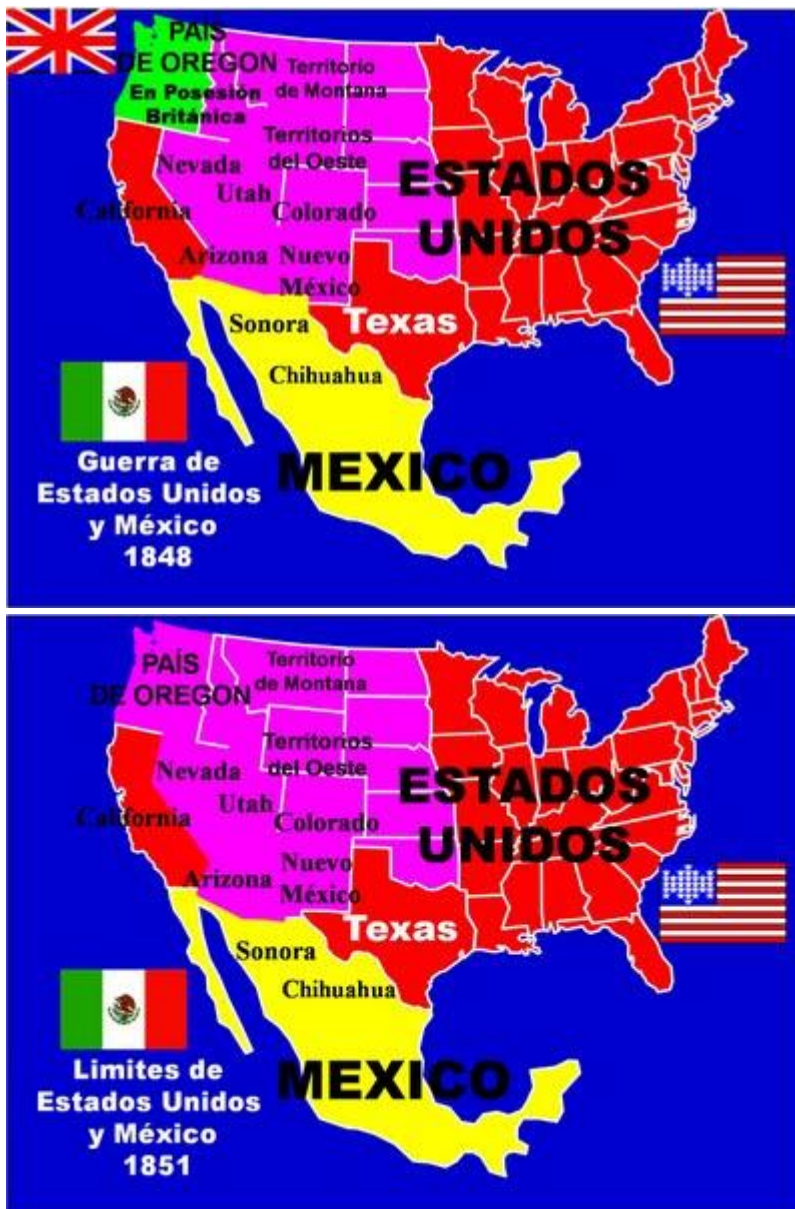 PAÍS
DE OREGON
En Posesión
Británica
Territorio
de Montana
Territorios
del Oeste
Nevada
Utah
California
Colorado
ESTADOS
UNIDOS
Arizona
Nuevo
México
Sonora
Texas
Chihuahua
MEXICO
Guerra de
Estados Unidos
y México
1848
PAÍS
DE OREGON
Territorio
de Montana
Territorios
del Oeste
Nevada
Utah
California
Colorado
ESTADOS
UNIDOS
Arizona
Nuevo
México
Sonora
Texas
Chihuahua
MEXICO
Limites de
Estados Unidos
y México
1851